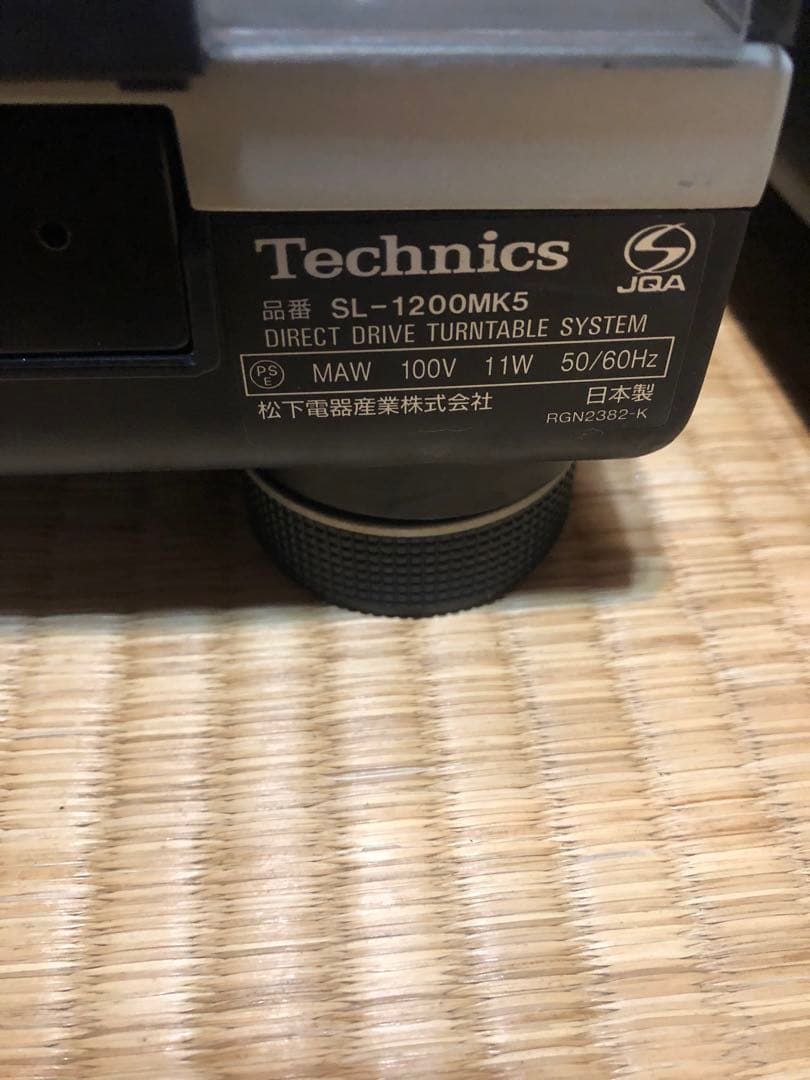 Technics
JQA
品番 SL-1200MK5
DIRECT DRIVE TURNTABLE SYSTEM
PSE MAW 100V 11W 50/60Hz
松下電器産業株式会社 日本製
RGN2382-K